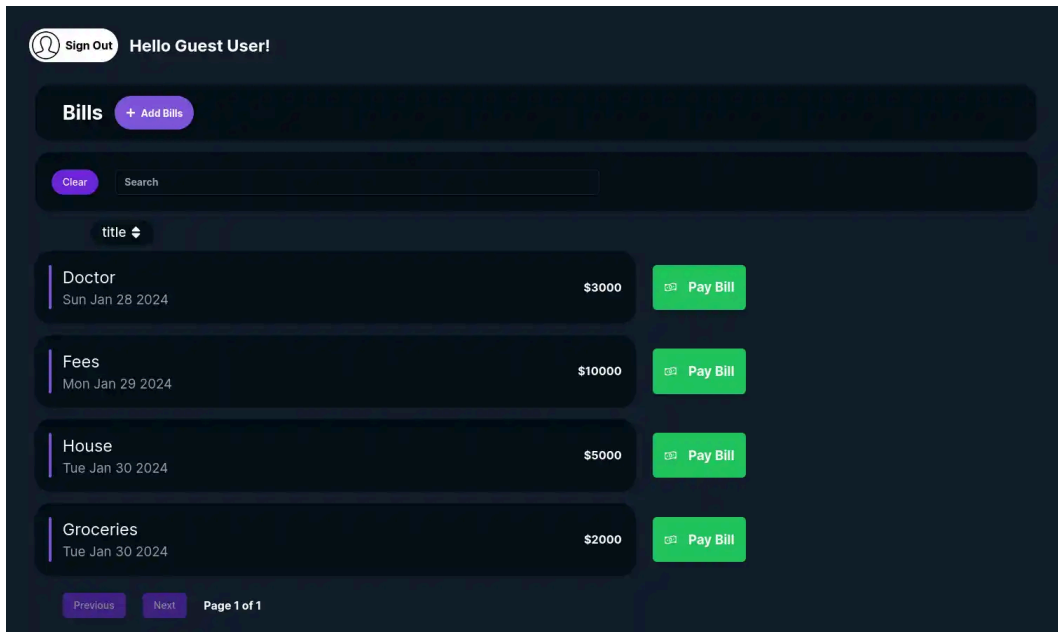 Sign Out Hello Guest User!
Bills + Add Bills
Clear Search
title
Doctor
Sun Jan 28 2024
$3000
Pay Bill
Fees
Mon Jan 29 2024
$10000
Pay Bill
House
Tue Jan 30 2024
$5000
Pay Bill
Groceries
Tue Jan 30 2024
$2000
Pay Bill
Previous Next Page 1 of 1